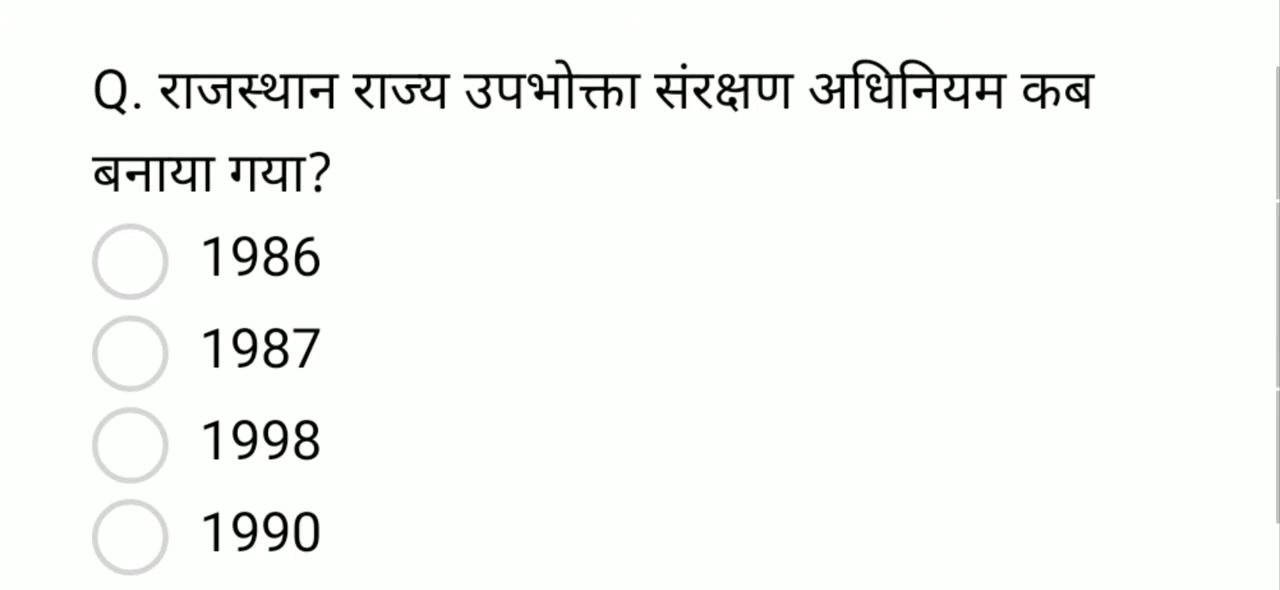 Q. राजस्थान राज्य उपभोक्ता संरक्षण अधिनियम कब
बनाया गया?
1986
1987
1998
1990